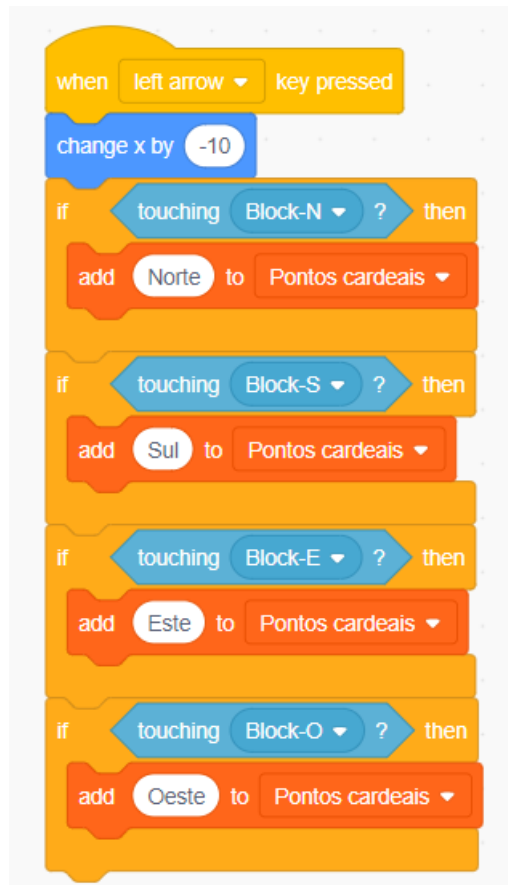 when left arrow key pressed
change x by -10
if touching Block-N ? then
add Norte to Pontos cardeais
if touching Block-S ? then
add Sul to Pontos cardeais
if touching Block-E ? then
add Este to Pontos cardeais
if touching Block-O ? then
add Oeste to Pontos cardeais